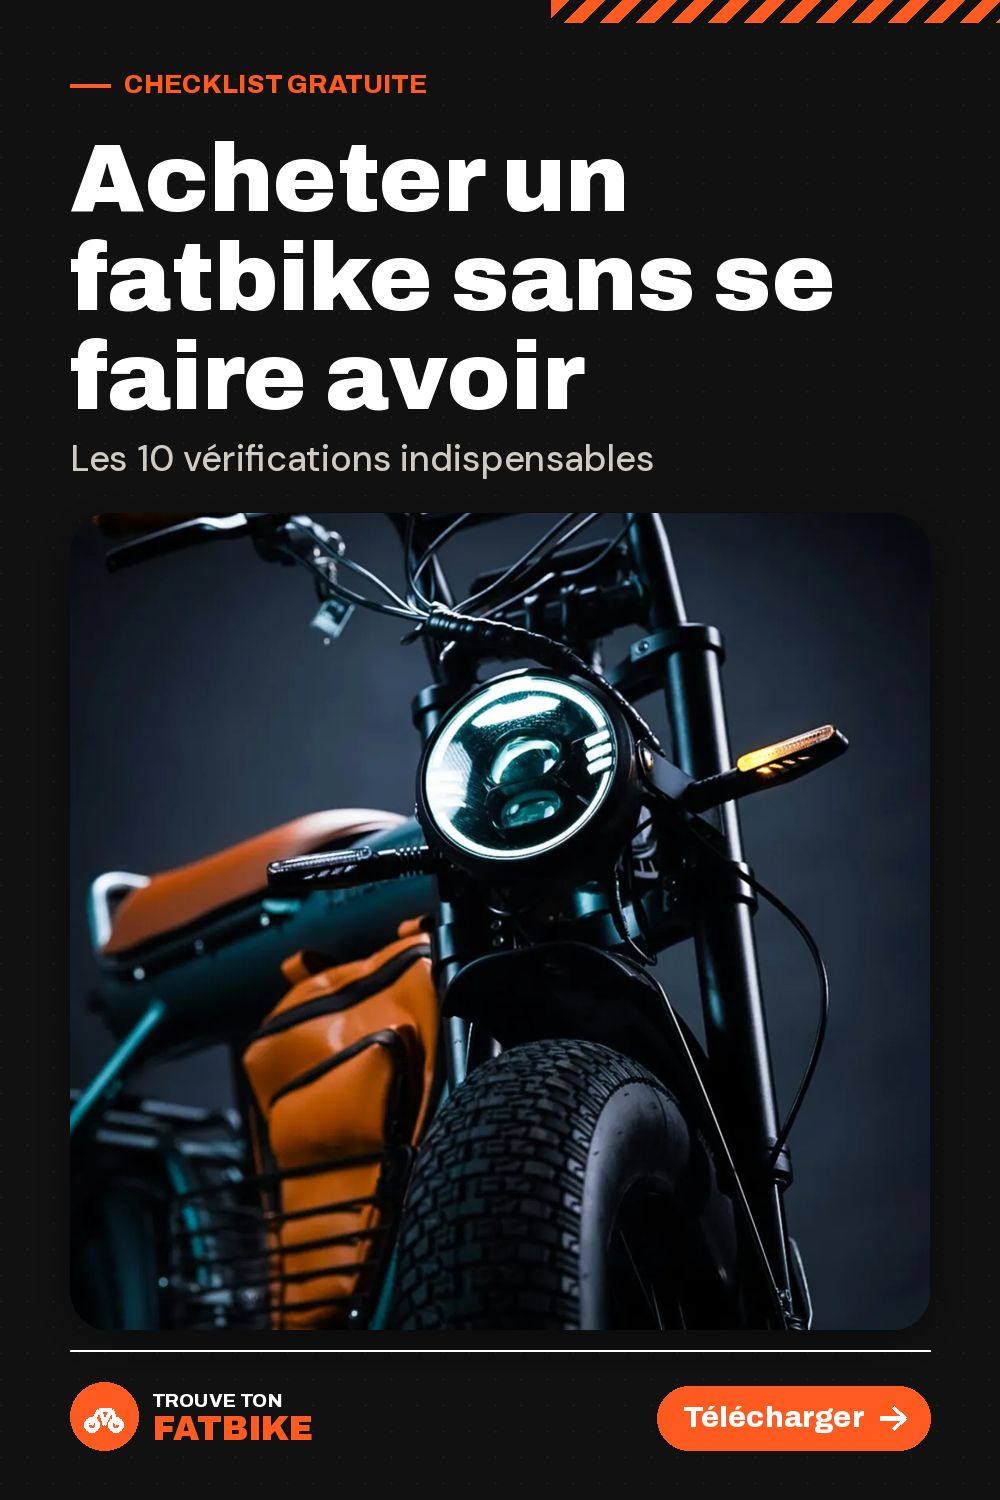 CHECKLIST GRATUITE
Acheter un
fatbike sans se
faire avoir
Les 10 vérifications indispensables
TROUVE TON
FATBIKE
Télécharger